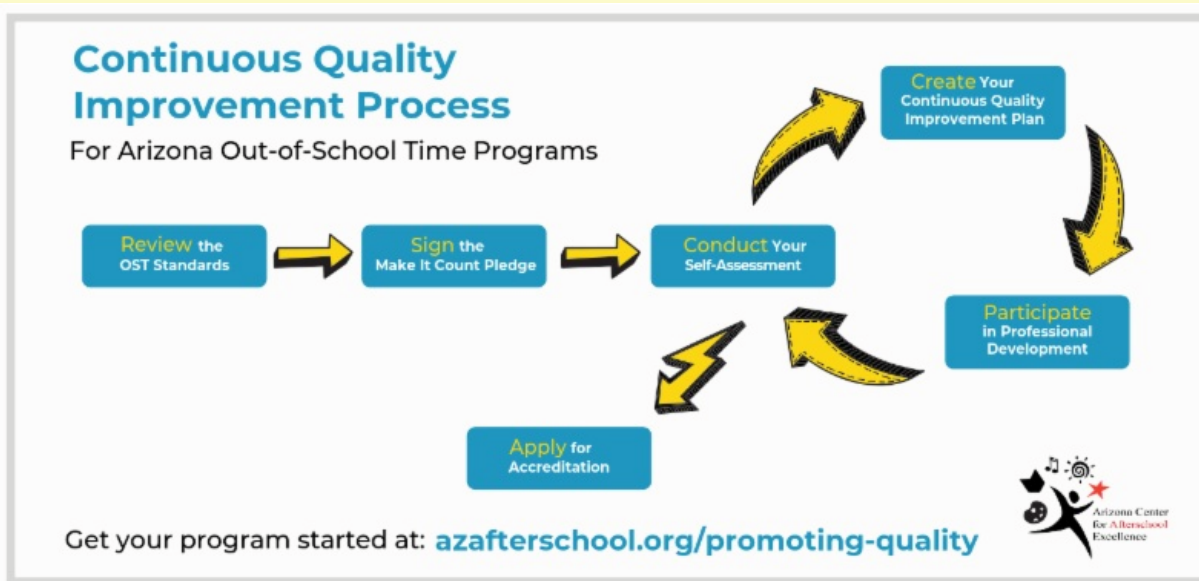 Continuous Quality
Improvement Process
For Arizona Out-of-School Time Programs
Review the
OST Standards
Sign the
Make It Count Pledge
Conduct Your
Self-Assessment
Create Your
Continuous Quality
Improvement Plan
Participate
in Professional
Development
Apply for
Accreditation
Get your program started at: azafterschool.org/promoting-quality
Arizona Center
for Afterschool
Excellence